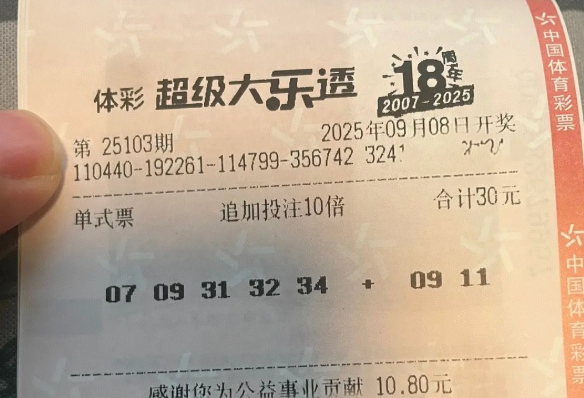 体彩 超级大乐透 18周年
2007-2025
第 25103期 2025年09月08日开奖
110440-192261-114799-356742 324
单式票 追加投注10倍 合计30元
07 09 31 32 34 + 09 11
感谢您为公益事业贡献 10.80元
中国体育彩票
中国体育彩票